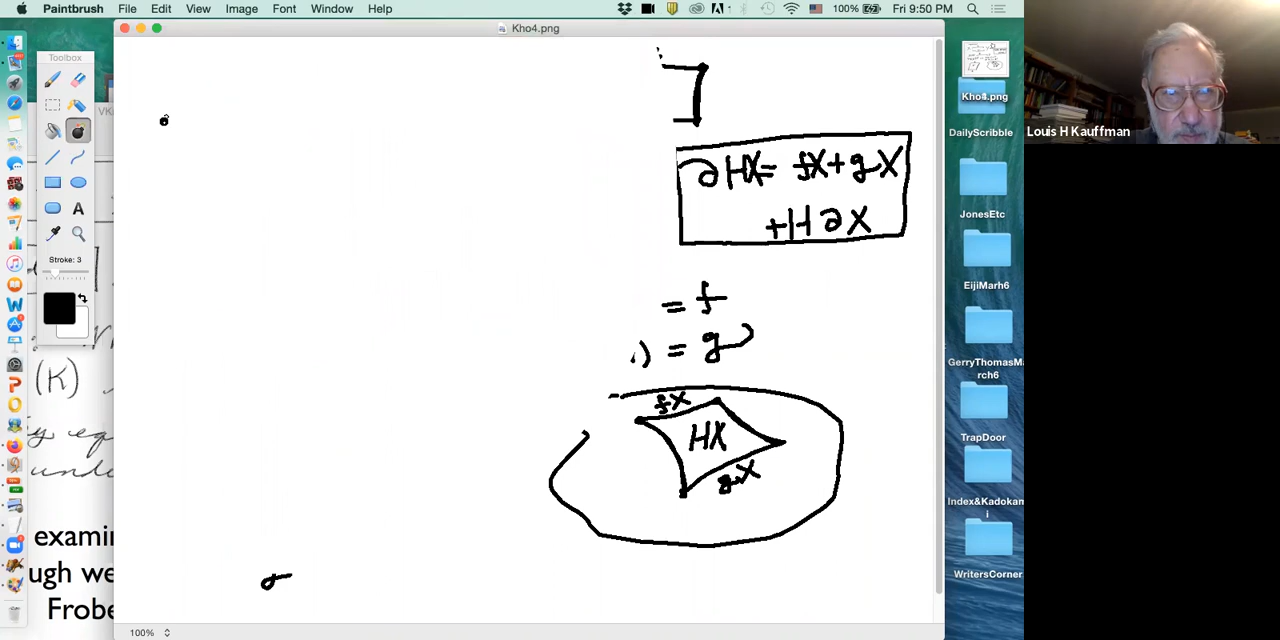 Paintbrush File Edit View Image Font Window Help
100% Fri 9:50 PM
Kho4.png
Toolbox
Stroke: 3
∂HX= fX+gX
+H∂X
= f
) = g
fX
HX
gX
(K)
examin
ugh we
Frobe
100%
Kho4.png
DailyScribble
JonesEtc
EijiMarh6
GerryThomasM
arch6
TrapDoor
Index&Kadokam
i
WritersCorner
Louis H Kauffman